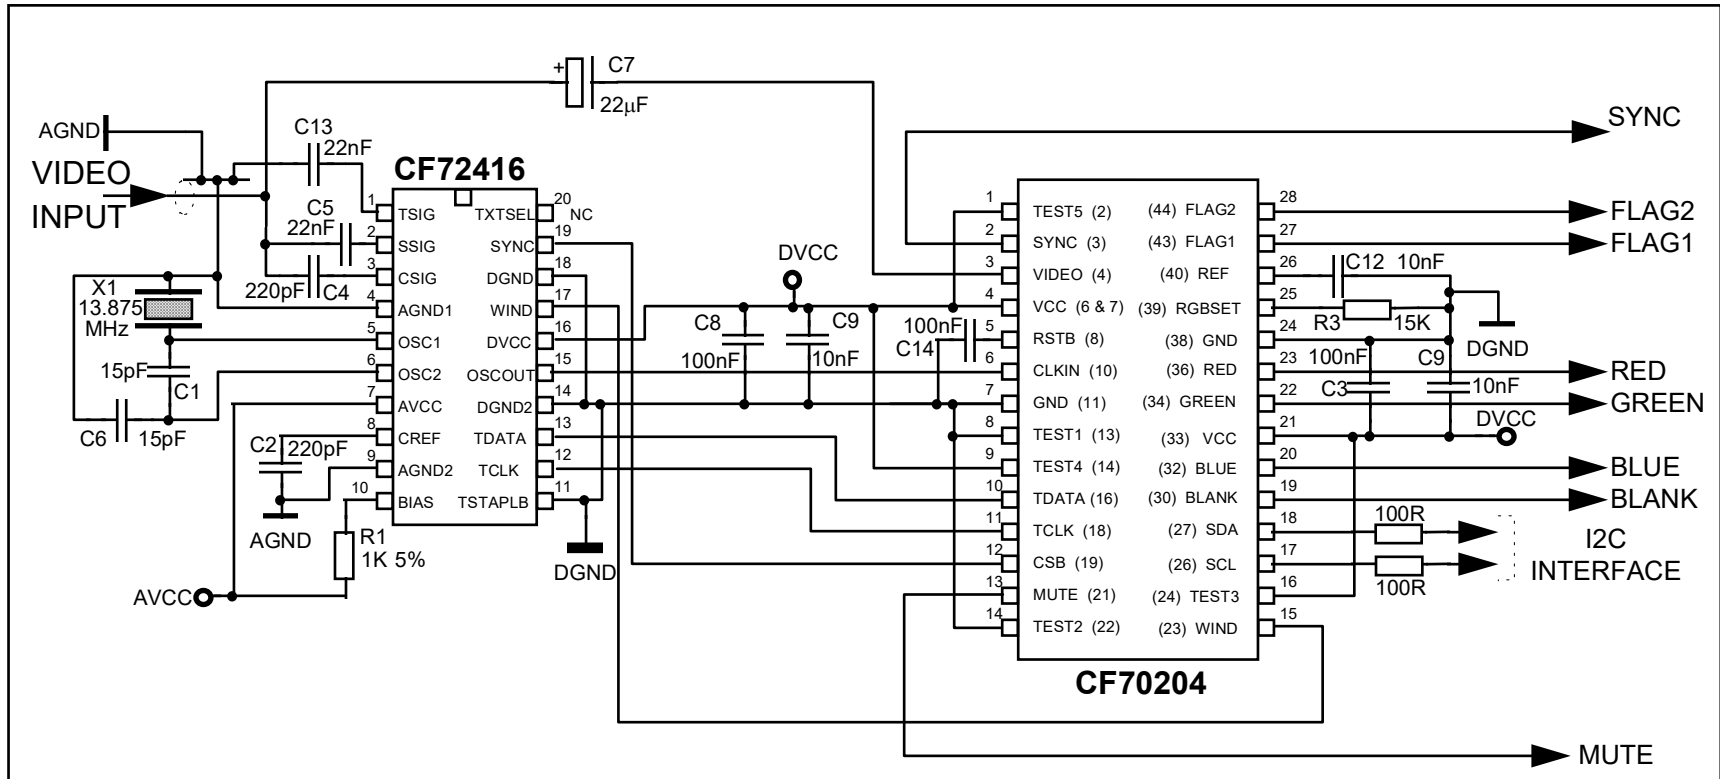 AGND
VIDEO
INPUT
C13
22nF
C5
22nF
220pF C4
+ C7
22μF
X1
13.875
MHz
15pF
C1
C6 15pF
C2 220pF
AGND
R1
1K 5%
AVCC
CF72416
1 TSIG
2 SSIG
3 CSIG
4 AGND1
5 OSC1
6 OSC2
7 AVCC
8 CREF
9 AGND2
10 BIAS
TXTSEL 20 NC
SYNC 19
DGND 18
WIND 17
DVCC 16
OSCOUT 15
DGND2 14
TDATA 13
TCLK 12
TSTAPLB 11
DGND
DVCC
C8
100nF
C9
10nF
100nF
C14
1 TEST5 (2)
2 SYNC (3)
3 VIDEO (4)
4 VCC (6 & 7)
5 RSTB (8)
6 CLKIN (10)
7 GND (11)
8 TEST1 (13)
9 TEST4 (14)
10 TDATA (16)
11 TCLK (18)
12 CSB (19)
13 MUTE (21)
14 TEST2 (22)
(44) FLAG2 28
(43) FLAG1 27
(40) REF 26
(39) RGBSET 25
(38) GND 24
(36) RED 23
(34) GREEN 22
(33) VCC 21
(32) BLUE 20
(30) BLANK 19
(27) SDA 18
(26) SCL 17
(24) TEST3 16
(23) WIND 15
CF70204
C12 10nF
R3 15K
DGND
100nF
C3
C9
10nF
DVCC
100R
100R
SYNC
FLAG2
FLAG1
RED
GREEN
BLUE
BLANK
I2C
INTERFACE
MUTE